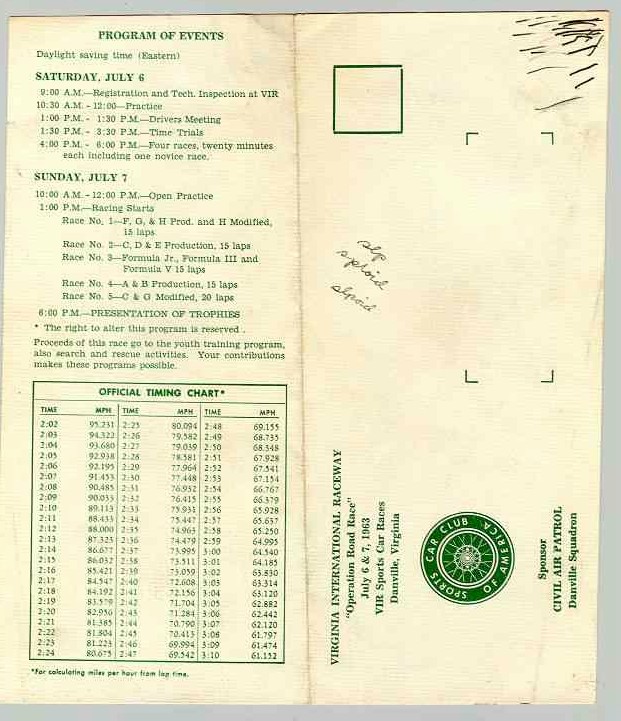 PROGRAM OF EVENTS
Daylight saving time (Eastern)
SATURDAY, JULY 6
9:00 A.M.—Registration and Tech. Inspection at VIR
10:30 A.M. - 12:00—Practice
1:00 P.M. - 1:30 P.M.—Drivers Meeting
1:30 P.M. - 3:30 P.M.—Time Trials
4:00 P.M. - 6:00 P.M.—Four races, twenty minutes
each including one novice race.
SUNDAY, JULY 7
10:00 A.M. - 12:00 P.M.—Open Practice
1:00 P.M.—Racing Starts
Race No. 1—F, G, & H Prod. and H Modified,
15 laps
Race No. 2—C, D & E Production, 15 laps
Race No. 3—Formula Jr., Formula III and
Formula V 15 laps
Race No. 4—A & B Production, 15 laps
Race No. 5—C & G Modified, 20 laps
6:00 P.M.—PRESENTATION OF TROPHIES
* The right to alter this program is reserved .
Proceeds of this race go to the youth training program,
also search and rescue activities. Your contributions
makes these programs possible.
OFFICIAL TIMING CHART*
TIME MPH TIME MPH TIME MPH
2:02 95.231 2:25 80.094 2:48 69.155
2:03 94.322 2:26 79.582 2:49 68.735
2:04 93.680 2:27 79.039 2:50 68.348
2:05 92.938 2:28 78.581 2:51 67.928
2:06 92.195 2:29 77.964 2:52 67.541
2:07 91.453 2:30 77.448 2:53 67.154
2:08 90.485 2:31 76.932 2:54 66.767
2:09 90.033 2:32 76.415 2:55 66.379
2:10 89.113 2:33 75.931 2:56 65.928
2:11 88.433 2:34 75.447 2:57 65.637
2:12 88.000 2:35 74.963 2:58 65.250
2:13 87.323 2:36 74.479 2:59 64.995
2:14 86.677 2:37 73.995 3:00 64.540
2:15 86.032 2:38 73.511 3:01 64.185
2:16 85.421 2:39 73.059 3:02 63.830
2:17 84.547 2:40 72.608 3:03 63.314
2:18 84.192 2:41 72.156 3:04 63.120
2:19 83.579 2:42 71.704 3:05 62.882
2:20 82.956 2:43 71.284 3:06 62.442
2:21 81.385 2:44 70.790 3:07 62.120
2:22 81.804 2:45 70.413 3:08 61.797
2:23 81.223 2:46 69.994 3:09 61.474
2:24 80.675 2:47 69.542 3:10 61.152
*For calculating miles per hour from lap time.
VIRGINIA INTERNATIONAL RACEWAY
"Operation Road Race"
July 6 & 7, 1963
VIR Sports Car Races
Danville, Virginia
SPORTS CAR CLUB OF AMERICA
Sponsor
CIVIL AIR PATROL
Danville Squadron